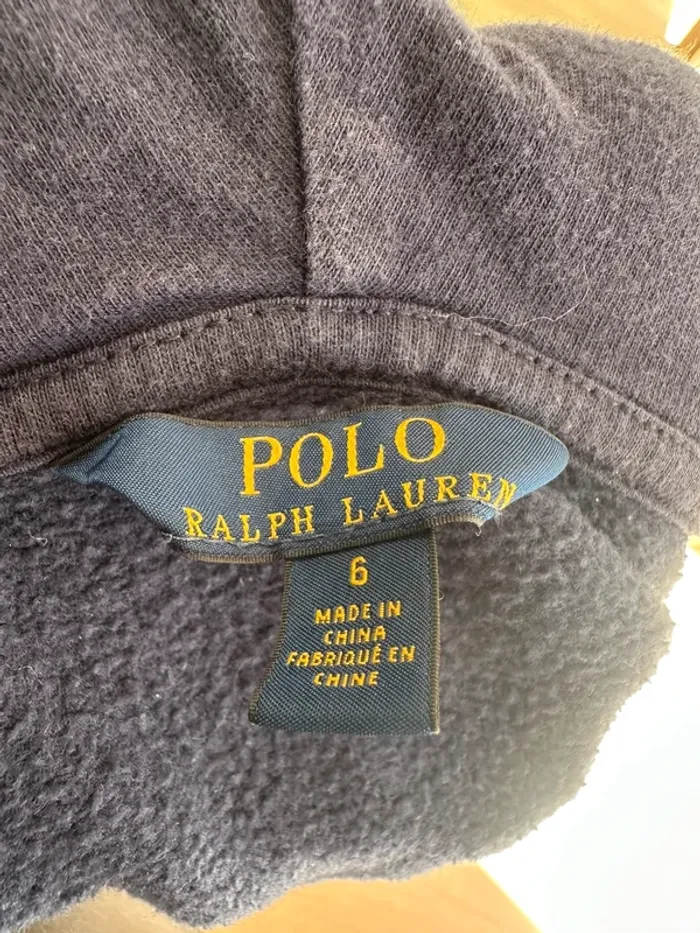 POLO
RALPH LAUREN
6
MADE IN
CHINA
FABRIQUÉ EN
CHINE